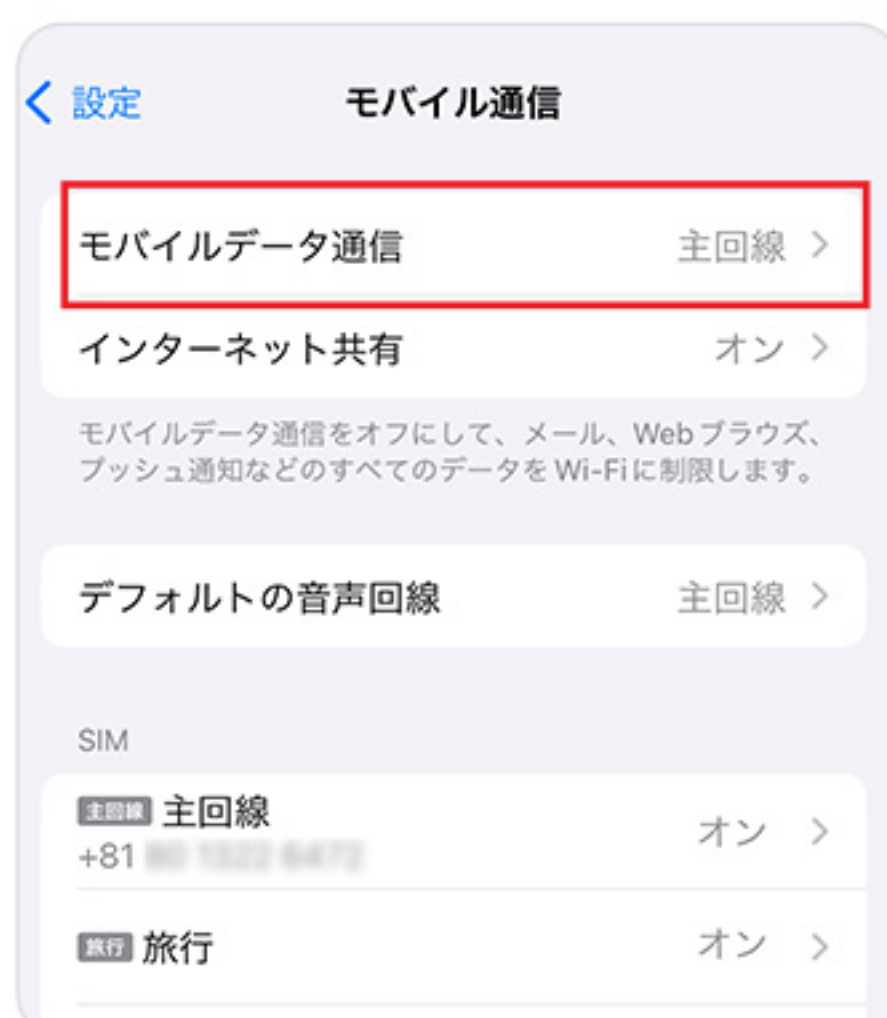 設定
モバイル通信
モバイルデータ通信 主回線
インターネット共有 オン
モバイルデータ通信をオフにして、メール、Webブラウズ、
プッシュ通知などのすべてのデータをWi-Fiに制限します。
デフォルトの音声回線 主回線
SIM
主回線 主回線 オン
+81
旅行 旅行 オン